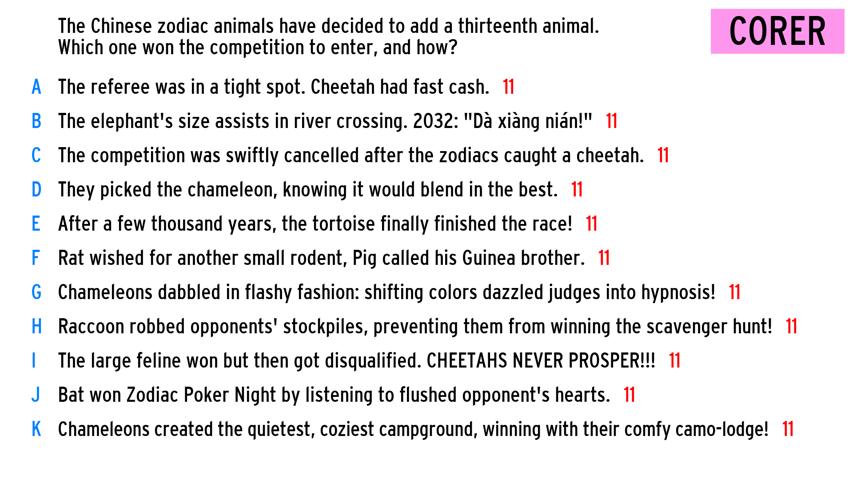 The Chinese zodiac animals have decided to add a thirteenth animal.
Which one won the competition to enter, and how?
CORER
A The referee was in a tight spot. Cheetah had fast cash. 11
B The elephant's size assists in river crossing. 2032: "Dà xiàng nián!" 11
C The competition was swiftly cancelled after the zodiacs caught a cheetah. 11
D They picked the chameleon, knowing it would blend in the best. 11
E After a few thousand years, the tortoise finally finished the race! 11
F Rat wished for another small rodent, Pig called his Guinea brother. 11
G Chameleons dabbled in flashy fashion: shifting colors dazzled judges into hypnosis! 11
H Raccoon robbed opponents' stockpiles, preventing them from winning the scavenger hunt! 11
I The large feline won but then got disqualified. CHEETAHS NEVER PROSPER!!! 11
J Bat won Zodiac Poker Night by listening to flushed opponent's hearts. 11
K Chameleons created the quietest, coziest campground, winning with their comfy camo-lodge! 11